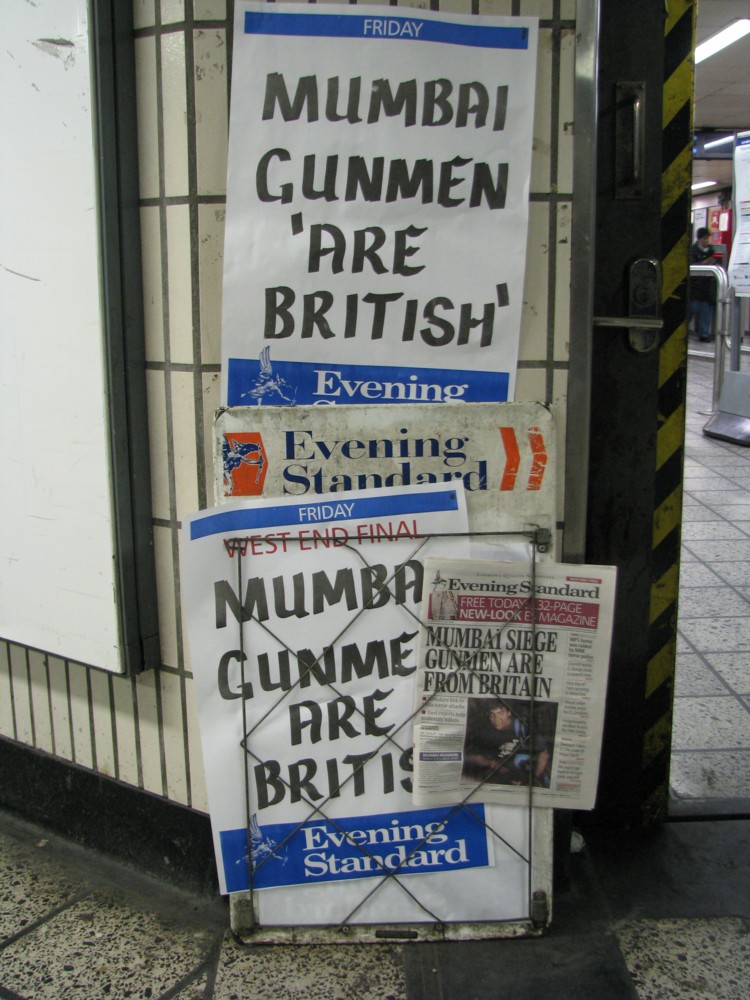 FRIDAY
MUMBAI
GUNMEN
'ARE
BRITISH'
Evening
Evening
Standard
FRIDAY
WEST END FINAL
MUMBA
GUNME
ARE
BRITIS
Evening
Standard
Evening Standard
FREE TODAY 32-PAGE
NEW-LOOK ES MAGAZINE
MUMBAI SIEGE
GUNMEN ARE
FROM BRITAIN